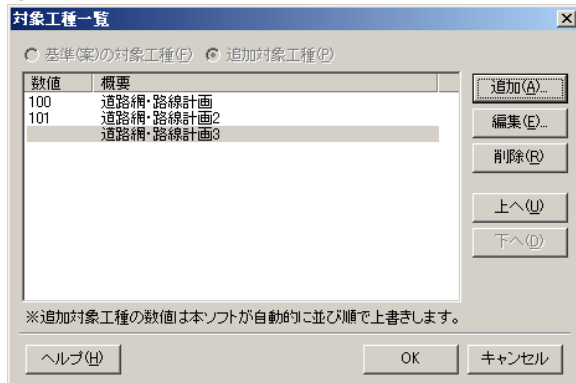 対象工種一覧
基準(案)の対象工種(F) 追加対象工種(P)
数値 概要
100 道路網・路線計画
101 道路網・路線計画2
道路網・路線計画3
追加(A)...
編集(E)...
削除(R)
上へ(U)
下へ(D)
※追加対象工種の数値は本ソフトが自動的に並び順で上書きします。
ヘルプ(H) OK キャンセル